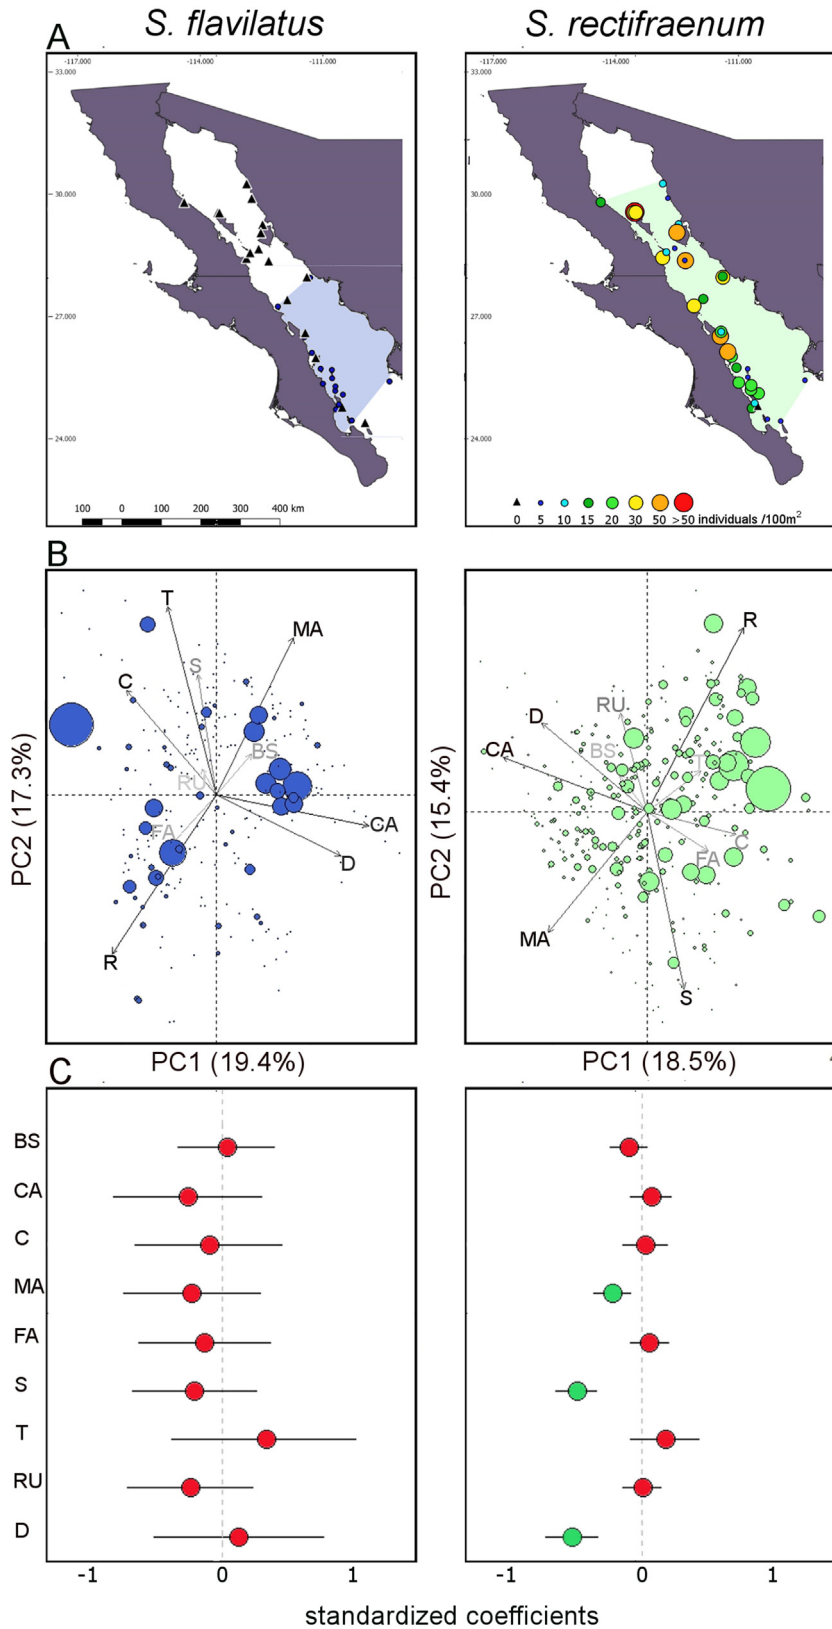 S. flavilatus
S. rectifraenum
A
-117.000 -114.000 -111.000
33.000
30.000
27.000
24.000
100 0 100 200 300 400 km
-117.000 -114.000 -111.000
33.000
30.000
27.000
24.000
0 5 10 15 20 30 50 >50 individuals /100m²
B
T
MA
S
C
BS
RU
CA
FA
D
R
PC2 (17.3%)
PC1 (19.4%)
R
RU
D
BS
CA
T
C
FA
MA
S
PC2 (15.4%)
PC1 (18.5%)
C
BS
CA
C
MA
FA
S
T
RU
D
-1 0 1
-1 0 1
standardized coefficients